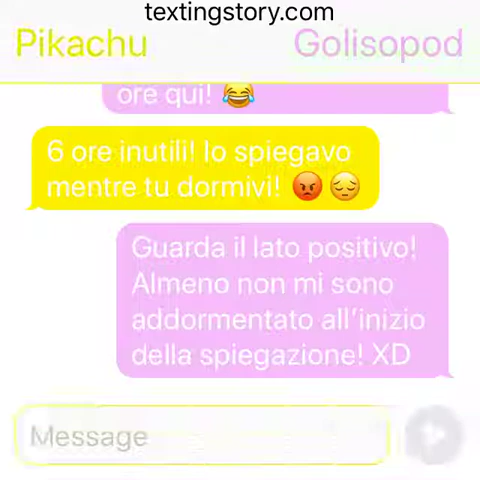 textingstory.com
Pikachu Golisopod
ore qui! 😂
6 ore inutili! Io spiegavo
mentre tu dormivi! 😡😔
Guarda il lato positivo!
Almeno non mi sono
addormentato all’inizio
della spiegazione! XD
Message